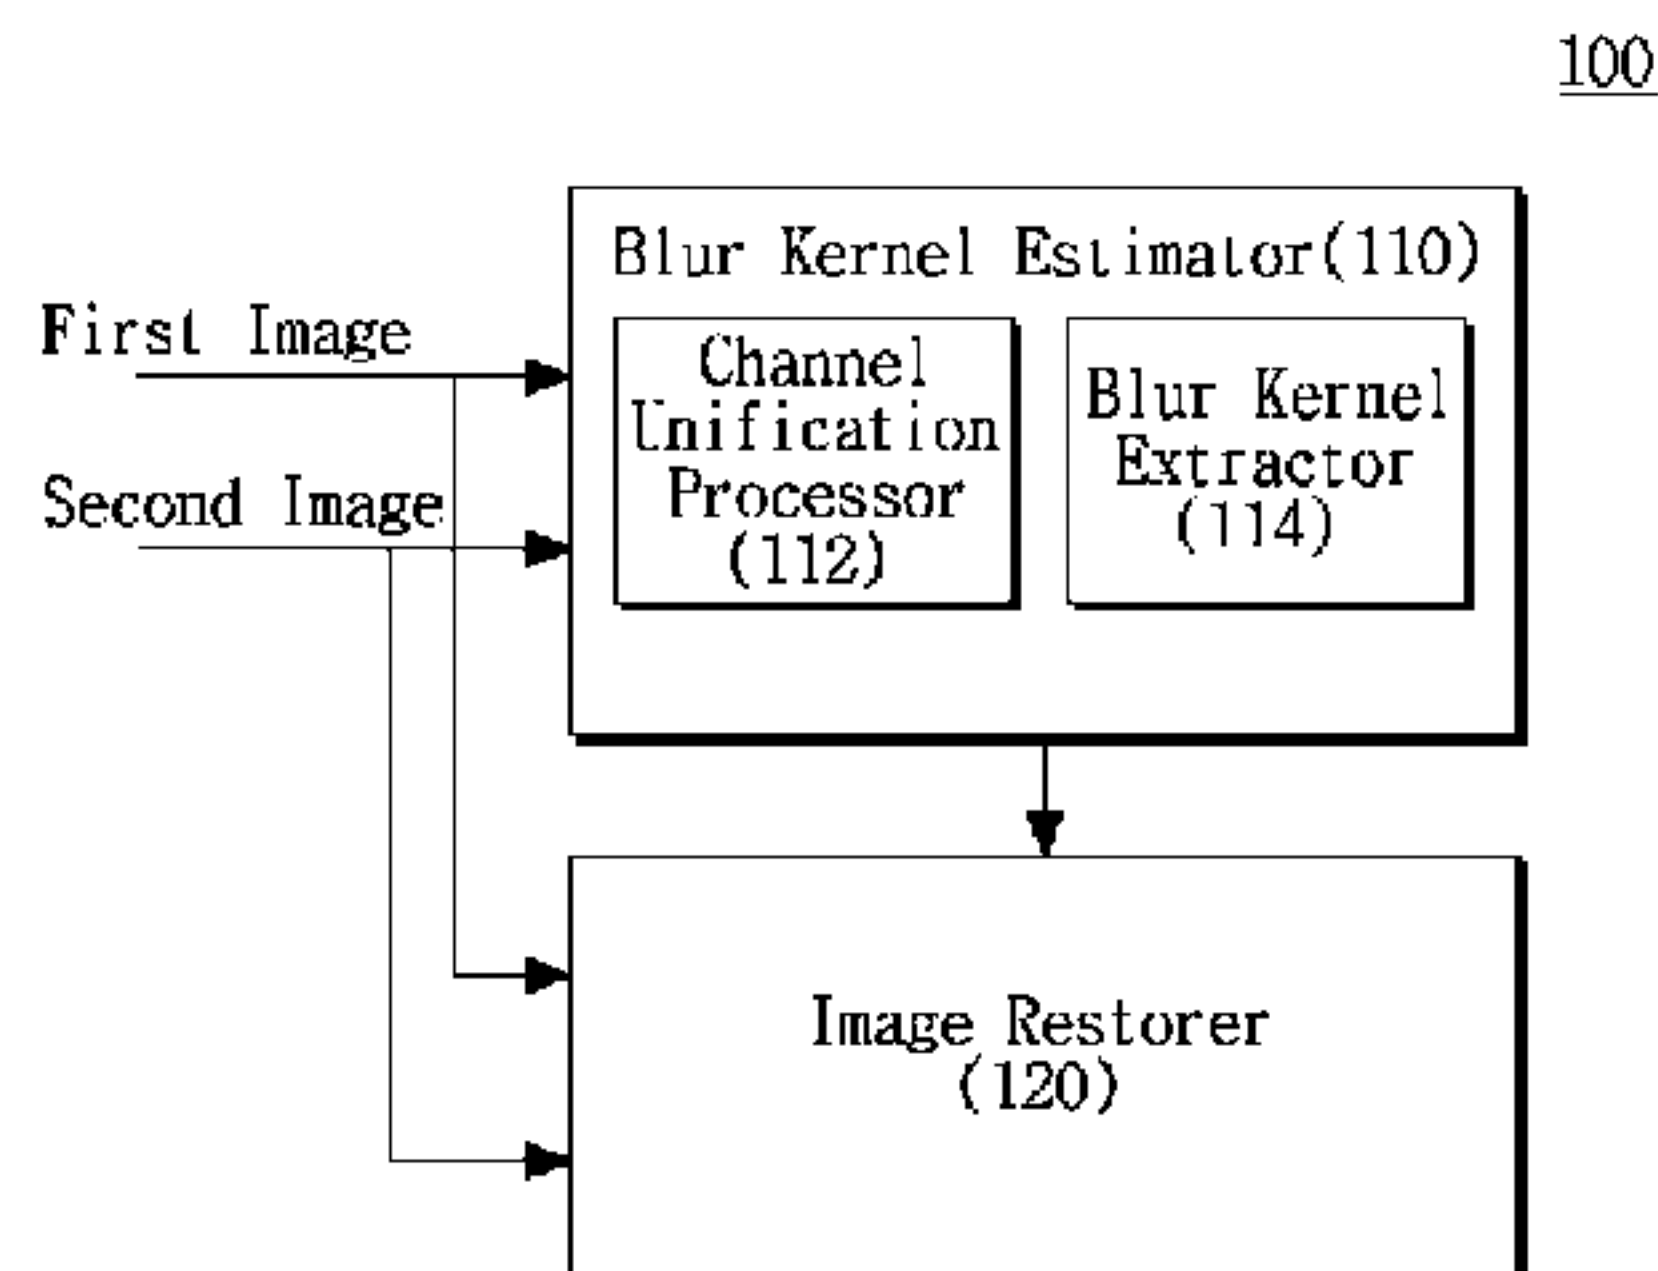 100
Blur Kernel Estimator(110)
First Image
Second Image
Channel
Unification
Processor
(112)
Blur Kernel
Extractor
(114)
Image Restorer
(120)